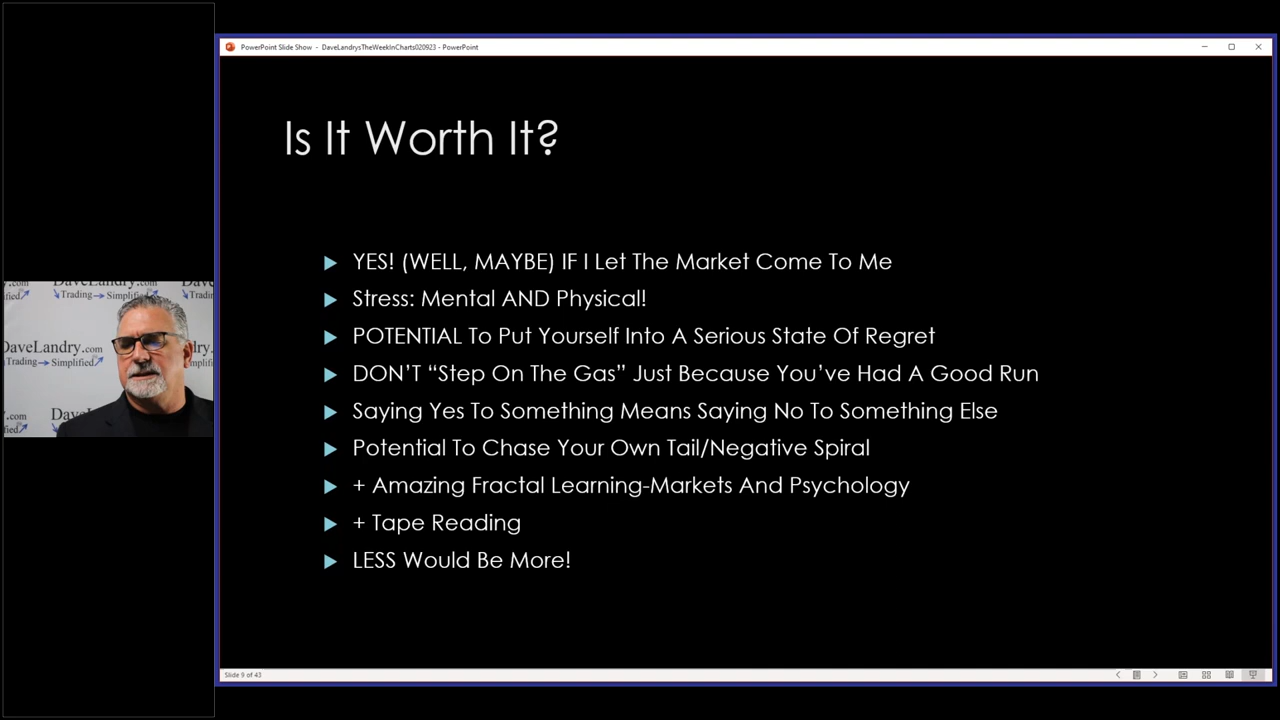 PowerPoint Slide Show - DaveLandrysTheWeekInCharts020923 - PowerPoint
Is It Worth It?
YES! (WELL, MAYBE) IF I Let The Market Come To Me
Stress: Mental AND Physical!
POTENTIAL To Put Yourself Into A Serious State Of Regret
DON'T “Step On The Gas” Just Because You've Had A Good Run
Saying Yes To Something Means Saying No To Something Else
Potential To Chase Your Own Tail/Negative Spiral
+ Amazing Fractal Learning-Markets And Psychology
+ Tape Reading
LESS Would Be More!
DaveLandry.com
Trading Simplified
Slide 9 of 43